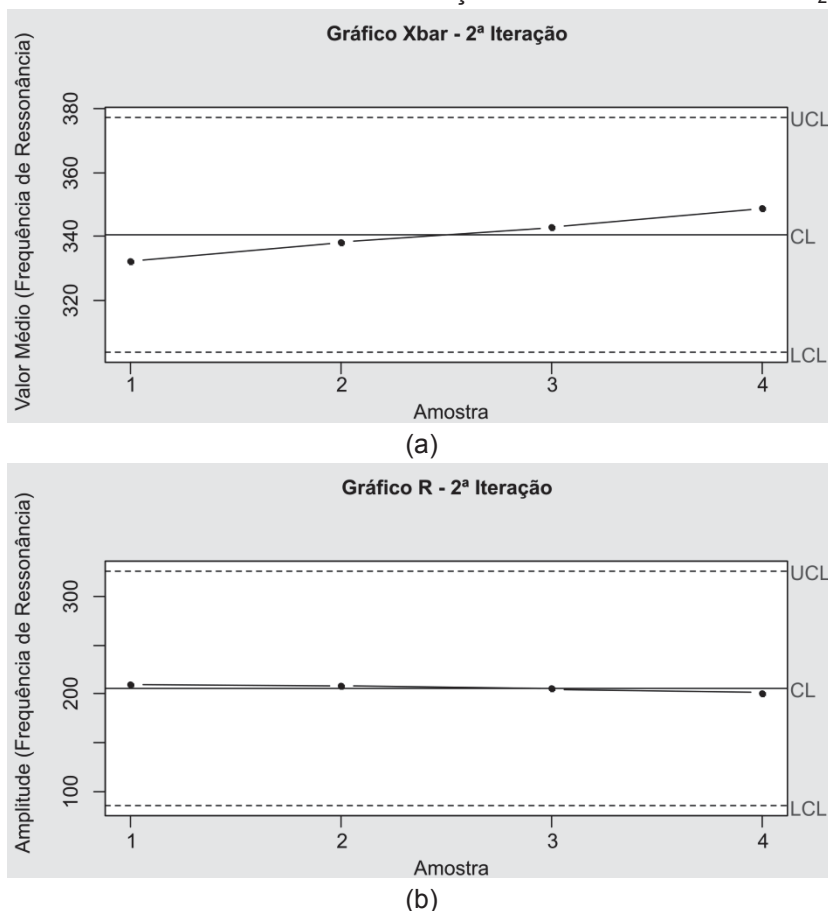 2
Gráfico Xbar - 2ª Iteração
Valor Médio (Frequência de Ressonância)
380
360
340
320
UCL
CL
LCL
1 2 3 4
Amostra
(a)
Gráfico R - 2ª Iteração
Amplitude (Frequência de Ressonância)
300
200
100
UCL
CL
LCL
1 2 3 4
Amostra
(b)